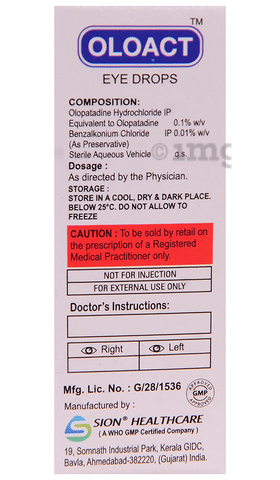 TM
OLOACT
EYE DROPS
COMPOSITION:
Olopatadine Hydrochloride IP
Equivalent to Olopatadine 0.1% w/v
Benzalkonium Chloride IP 0.01% w/v
(As Preservative)
Sterile Aqueous Vehicle q.s.
1mg
Dosage :
As directed by the Physician.
STORAGE :
STORE IN A COOL, DRY & DARK PLACE.
BELOW 25°C. DO NOT ALLOW TO
FREEZE
CAUTION : To be sold by retail on
the prescription of a Registered
Medical Practitioner only.
NOT FOR INJECTION
FOR EXTERNAL USE ONLY
Doctor's Instructions:
Right
Left
Mfg. Lic. No. : G/28/1536
Manufactured by :
APPROVED
GMP
APPROVED
S
SION® HEALTHCARE
( A WHO GMP Certified Company )
19, Somnath Industrial Park, Kerala GIDC,
Bavla, Ahmedabad-382220, (Gujarat) India.